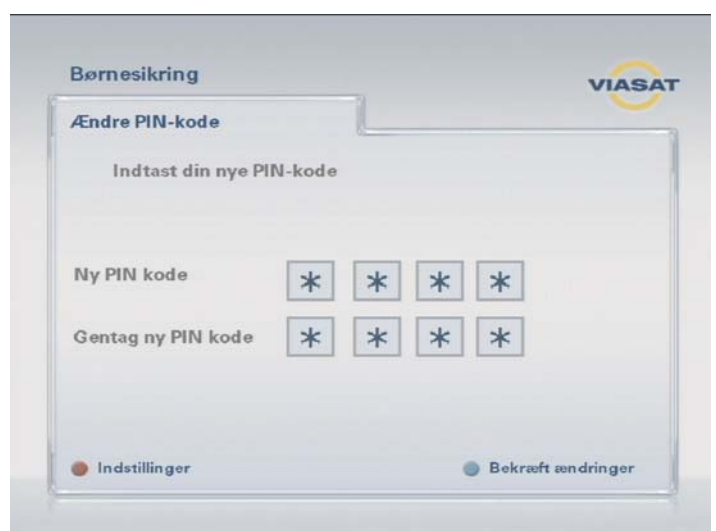 Børnesikring
VIASAT
Ændre PIN-kode
Indtast din nye PIN-kode
Ny PIN kode * * * *
Gentag ny PIN kode * * * *
Indstillinger
Bekræft ændringer